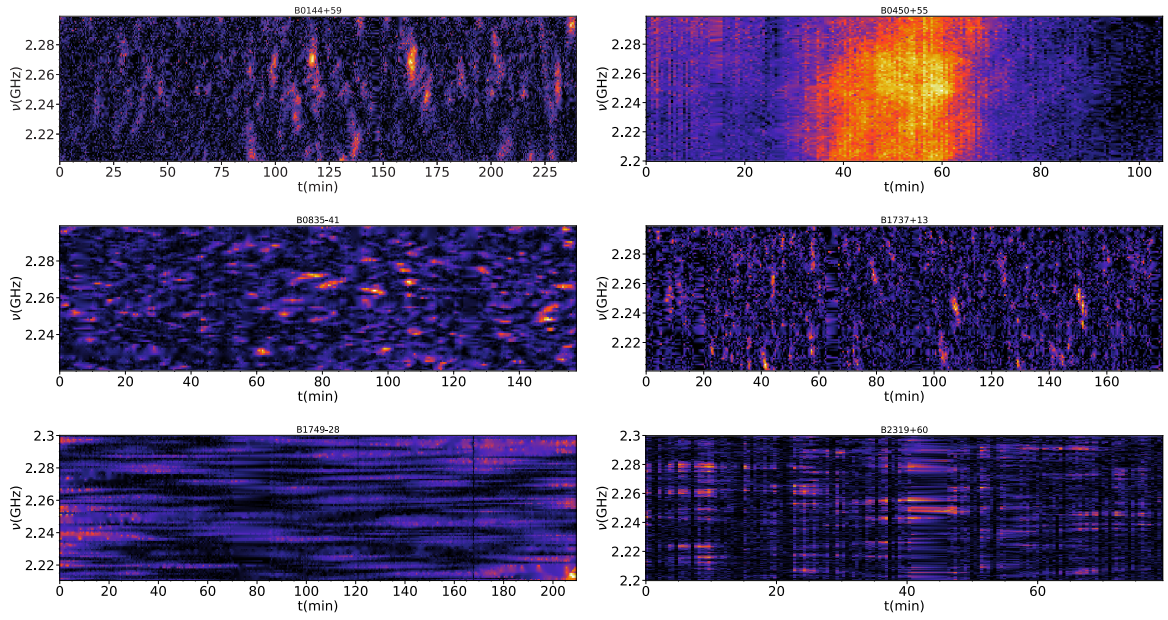 B0144+59
ν(GHz)
2.28
2.26
2.24
2.22
0 25 50 75 100 125 150 175 200 225
t(min)
B0450+55
ν(GHz)
2.28
2.26
2.24
2.22
2.2
0 20 40 60 80 100
t(min)
B0835-41
ν(GHz)
2.28
2.26
2.24
0 20 40 60 80 100 120 140
t(min)
B1737+13
ν(GHz)
2.28
2.26
2.24
2.22
0 20 40 60 80 100 120 140 160
t(min)
B1749-28
ν(GHz)
2.3
2.28
2.26
2.24
2.22
0 20 40 60 80 100 120 140 160 180 200
t(min)
B2319+60
ν(GHz)
2.3
2.28
2.26
2.24
2.22
2.2
0 20 40 60
t(min)